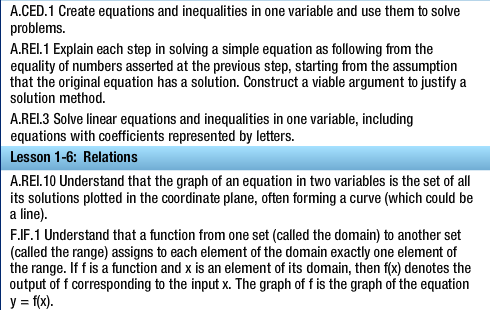 A.CED.1 Create equations and inequalities in one variable and use them to solve
problems.
A.REI.1 Explain each step in solving a simple equation as following from the
equality of numbers asserted at the previous step, starting from the assumption
that the original equation has a solution. Construct a viable argument to justify a
solution method.
A.REI.3 Solve linear equations and inequalities in one variable, including
equations with coefficients represented by letters.
Lesson 1-6: Relations
A.REI.10 Understand that the graph of an equation in two variables is the set of all
its solutions plotted in the coordinate plane, often forming a curve (which could be
a line).
F.IF.1 Understand that a function from one set (called the domain) to another set
(called the range) assigns to each element of the domain exactly one element of
the range. If f is a function and x is an element of its domain, then f(x) denotes the
output of f corresponding to the input x. The graph of f is the graph of the equation
y = f(x).